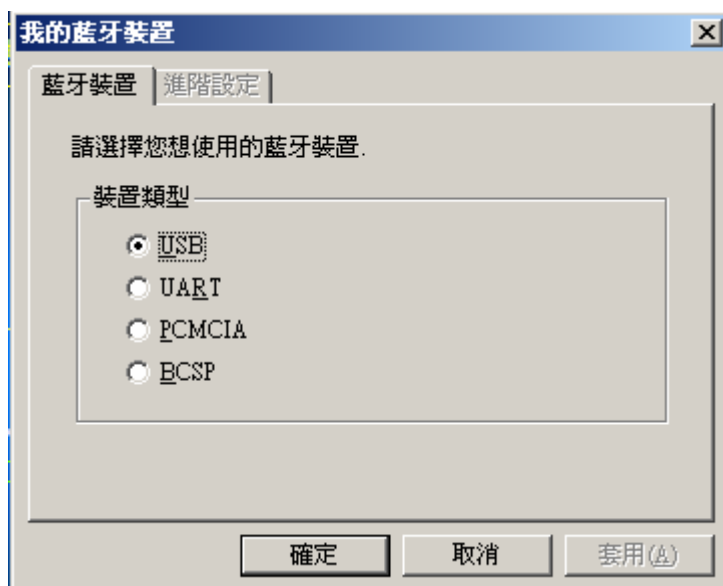 我的藍牙裝置
藍牙裝置 進階設定
請選擇您想使用的藍牙裝置.
裝置類型
USB
UART
PCMCIA
BCSP
確定 取消 套用(A)